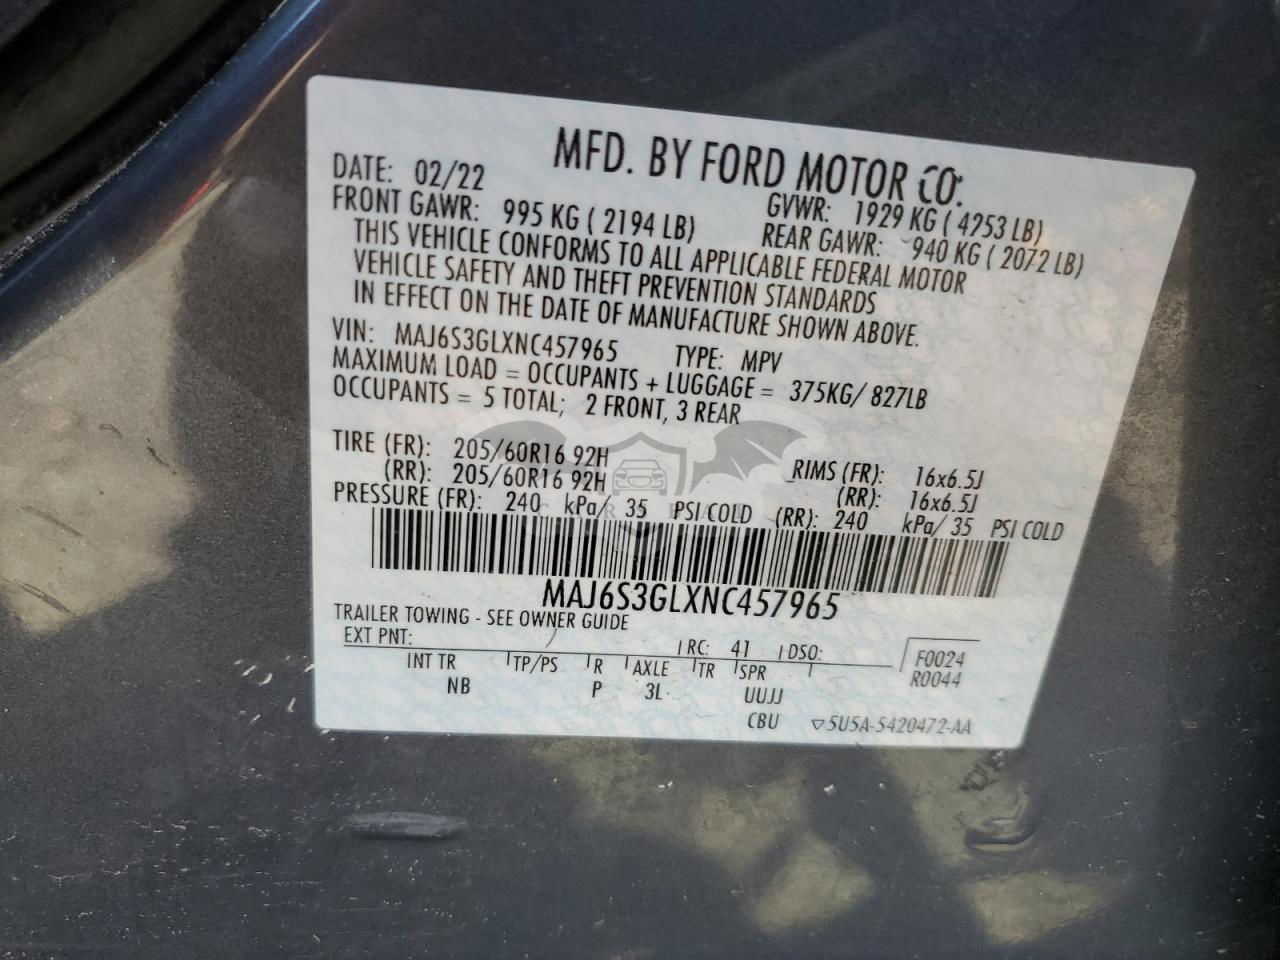 MFD. BY FORD MOTOR CO.
DATE: 02/22 GVWR: 1929 KG ( 4253 LB)
FRONT GAWR: 995 KG ( 2194 LB) REAR GAWR: 940 KG ( 2072 LB)
THIS VEHICLE CONFORMS TO ALL APPLICABLE FEDERAL MOTOR
VEHICLE SAFETY AND THEFT PREVENTION STANDARDS
IN EFFECT ON THE DATE OF MANUFACTURE SHOWN ABOVE.
VIN: MAJ6S3GLXNC457965 TYPE: MPV
MAXIMUM LOAD = OCCUPANTS + LUGGAGE = 375KG/ 827LB
OCCUPANTS = 5 TOTAL; 2 FRONT, 3 REAR
TIRE (FR): 205/60R16 92H RIMS (FR): 16x6.5J
(RR): 205/60R16 92H (RR): 16x6.5J
PRESSURE (FR): 240 kPa/ 35 PSI COLD (RR): 240 kPa/ 35 PSI COLD
MAJ6S3GLXNC457965
TRAILER TOWING - SEE OWNER GUIDE
EXT PNT: RC: 41 DSO:
INT TR TP/PS R AXLE TR SPR F0024
NB P 3L UUJJ R0044
CBU ▽5U5A-5420472-AA